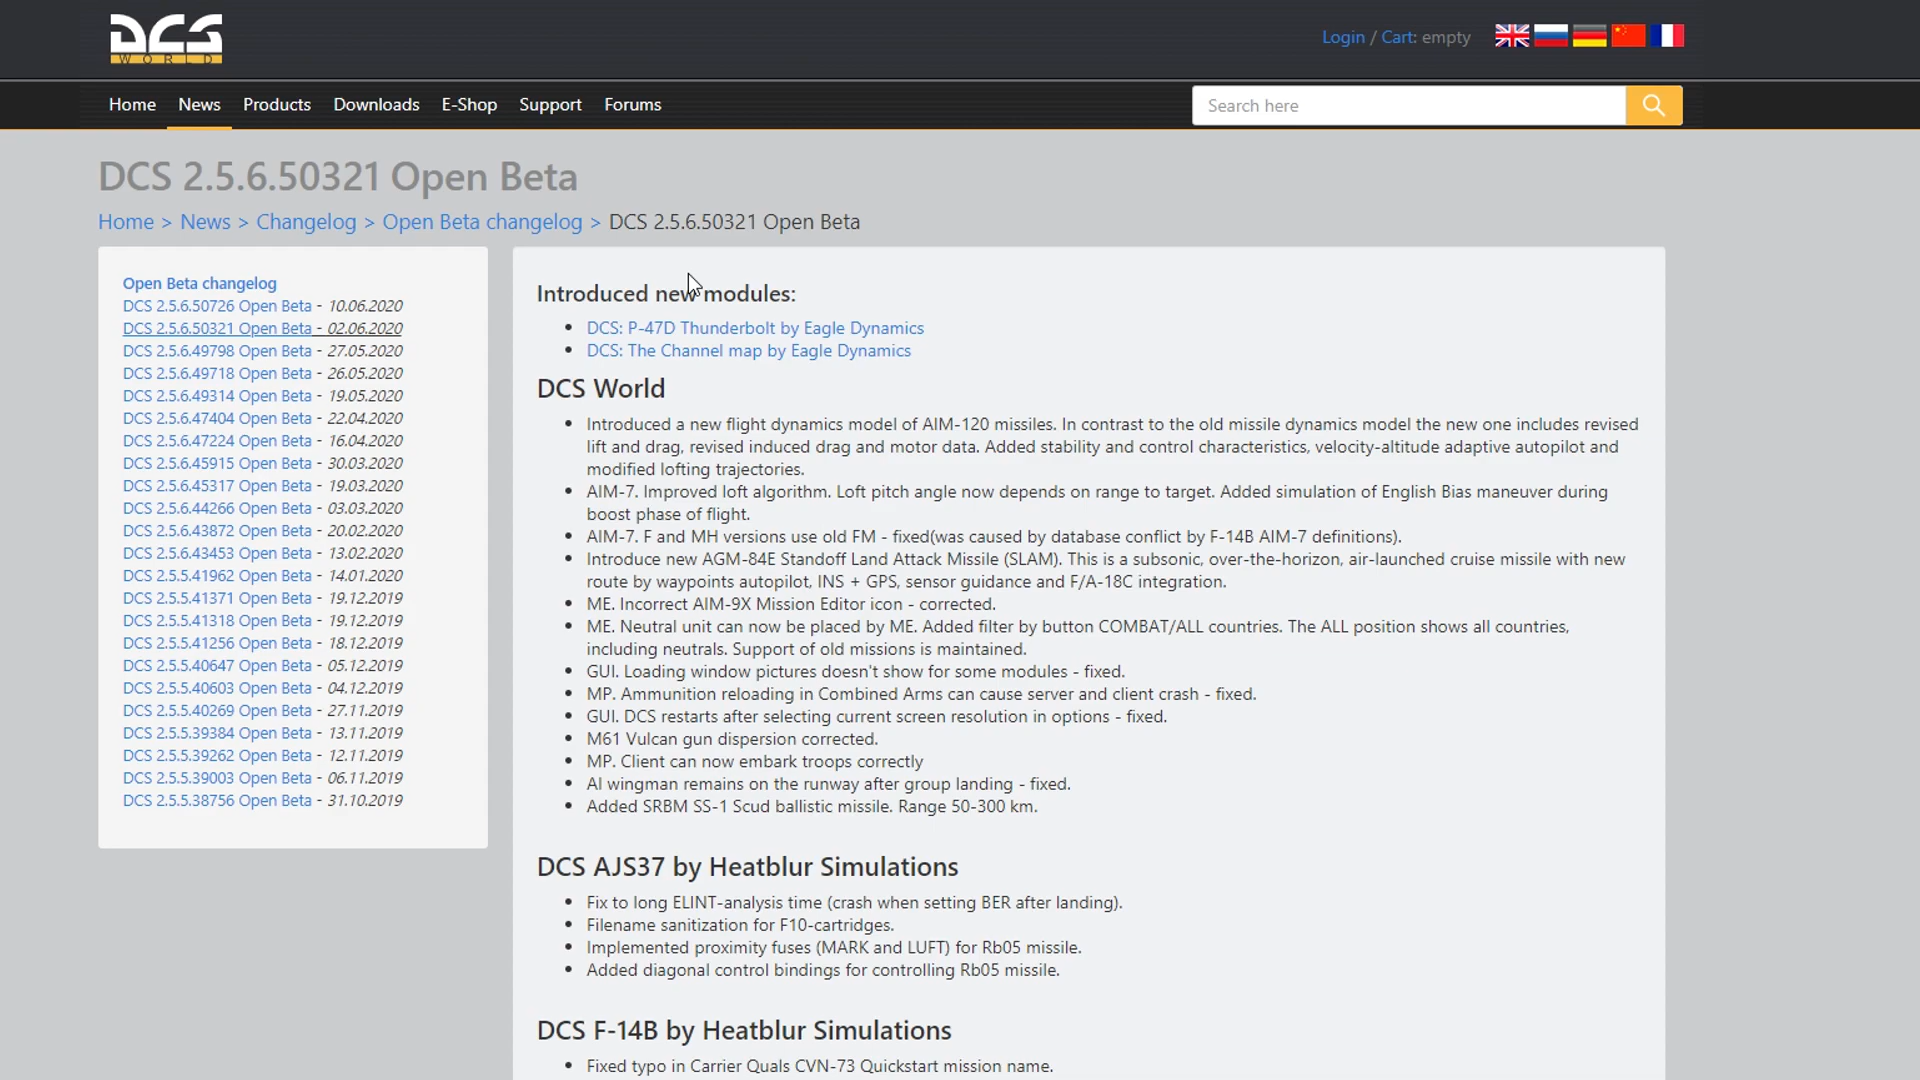 DCS
WORLD
Login / Cart: empty
Home News Products Downloads E-Shop Support Forums
Search here
DCS 2.5.6.50321 Open Beta
Home > News > Changelog > Open Beta changelog > DCS 2.5.6.50321 Open Beta
Open Beta changelog
DCS 2.5.6.50726 Open Beta - 10.06.2020
DCS 2.5.6.50321 Open Beta - 02.06.2020
DCS 2.5.6.49798 Open Beta - 27.05.2020
DCS 2.5.6.49718 Open Beta - 26.05.2020
DCS 2.5.6.49314 Open Beta - 19.05.2020
DCS 2.5.6.47404 Open Beta - 22.04.2020
DCS 2.5.6.47224 Open Beta - 16.04.2020
DCS 2.5.6.45915 Open Beta - 30.03.2020
DCS 2.5.6.45317 Open Beta - 19.03.2020
DCS 2.5.6.44266 Open Beta - 03.03.2020
DCS 2.5.6.43872 Open Beta - 20.02.2020
DCS 2.5.6.43453 Open Beta - 13.02.2020
DCS 2.5.5.41962 Open Beta - 14.01.2020
DCS 2.5.5.41371 Open Beta - 19.12.2019
DCS 2.5.5.41318 Open Beta - 19.12.2019
DCS 2.5.5.41256 Open Beta - 18.12.2019
DCS 2.5.5.40647 Open Beta - 05.12.2019
DCS 2.5.5.40603 Open Beta - 04.12.2019
DCS 2.5.5.40269 Open Beta - 27.11.2019
DCS 2.5.5.39384 Open Beta - 13.11.2019
DCS 2.5.5.39262 Open Beta - 12.11.2019
DCS 2.5.5.39003 Open Beta - 06.11.2019
DCS 2.5.5.38756 Open Beta - 31.10.2019
Introduced new modules:
• DCS: P-47D Thunderbolt by Eagle Dynamics
• DCS: The Channel map by Eagle Dynamics
DCS World
• Introduced a new flight dynamics model of AIM-120 missiles. In contrast to the old missile dynamics model the new one includes revised
lift and drag, revised induced drag and motor data. Added stability and control characteristics, velocity-altitude adaptive autopilot and
modified lofting trajectories.
• AIM-7. Improved loft algorithm. Loft pitch angle now depends on range to target. Added simulation of English Bias maneuver during
boost phase of flight.
• AIM-7. F and MH versions use old FM - fixed(was caused by database conflict by F-14B AIM-7 definitions).
• Introduce new AGM-84E Standoff Land Attack Missile (SLAM). This is a subsonic, over-the-horizon, air-launched cruise missile with new
route by waypoints autopilot, INS + GPS, sensor guidance and F/A-18C integration.
• ME. Incorrect AIM-9X Mission Editor icon - corrected.
• ME. Neutral unit can now be placed by ME. Added filter by button COMBAT/ALL countries. The ALL position shows all countries,
including neutrals. Support of old missions is maintained.
• GUI. Loading window pictures doesn't show for some modules - fixed.
• MP. Ammunition reloading in Combined Arms can cause server and client crash - fixed.
• GUI. DCS restarts after selecting current screen resolution in options - fixed.
• M61 Vulcan gun dispersion corrected.
• MP. Client can now embark troops correctly
• AI wingman remains on the runway after group landing - fixed.
• Added SRBM SS-1 Scud ballistic missile. Range 50-300 km.
DCS AJS37 by Heatblur Simulations
• Fix to long ELINT-analysis time (crash when setting BER after landing).
• Filename sanitization for F10-cartridges.
• Implemented proximity fuses (MARK and LUFT) for Rb05 missile.
• Added diagonal control bindings for controlling Rb05 missile.
DCS F-14B by Heatblur Simulations
• Fixed typo in Carrier Quals CVN-73 Quickstart mission name.